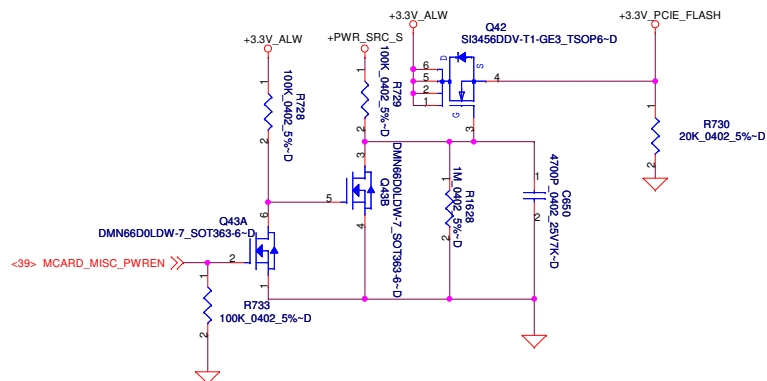 +3.3V_ALW
Q42
SI3456DDV-T1-GE3_TSOP6~D
+3.3V_PCIE_FLASH
+3.3V_ALW
+PWR_SRC_S
D
S
G
6
5
2
1
4
3
1
R728
100K_0402_5%~D
2
1
R729
100K_0402_5%~D
2
1
R730
20K_0402_5%~D
2
3
5
Q43B
DMN66D0LDW-7_SOT363-6~D
4
1
R1628
1M_0402_5%~D
2
1
C650
4700P_0402_25V7K~D
2
Q43A
DMN66D0LDW-7_SOT363-6~D
6
2
1
<39> MCARD_MISC_PWREN
1
R733
100K_0402_5%~D
2